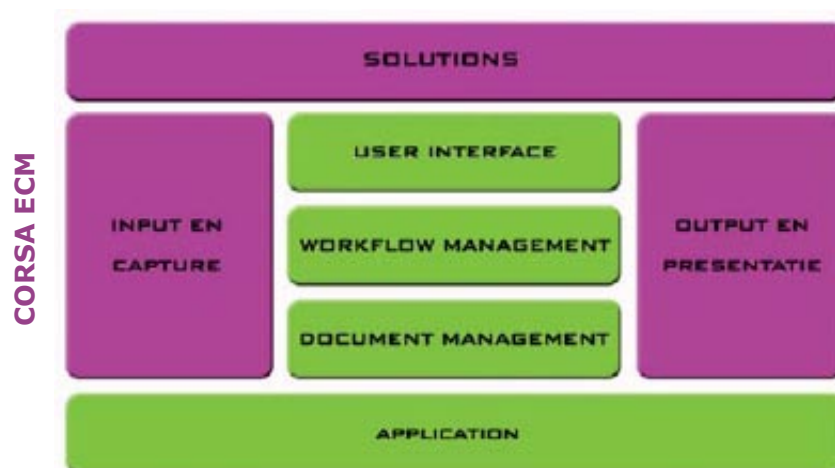 CORSA ECM
SOLUTIONS
INPUT EN
CAPTURE
USER INTERFACE
WORKFLOW MANAGEMENT
DOCUMENT MANAGEMENT
OUTPUT EN
PRESENTATIE
APPLICATION